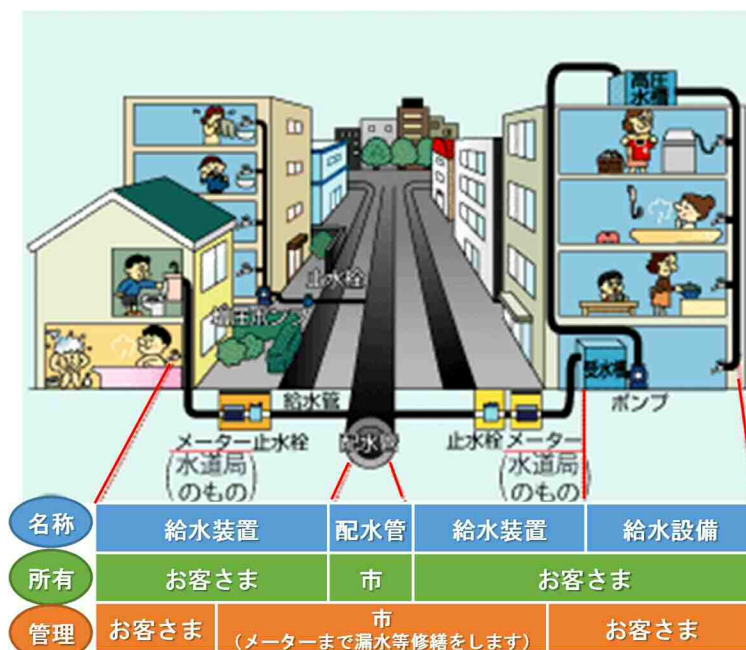 高圧
水槽
止水栓
増圧ポンプ
受水槽
給水管
ポンプ
メーター止水栓
配水管
止水栓 メーター
(水道局
のもの)
(水道局
のもの)
名称 給水装置 配水管 給水装置 給水設備
所有 お客さま 市 お客さま
管理 お客さま 市
(メーターまで漏水等修繕をします) お客さま